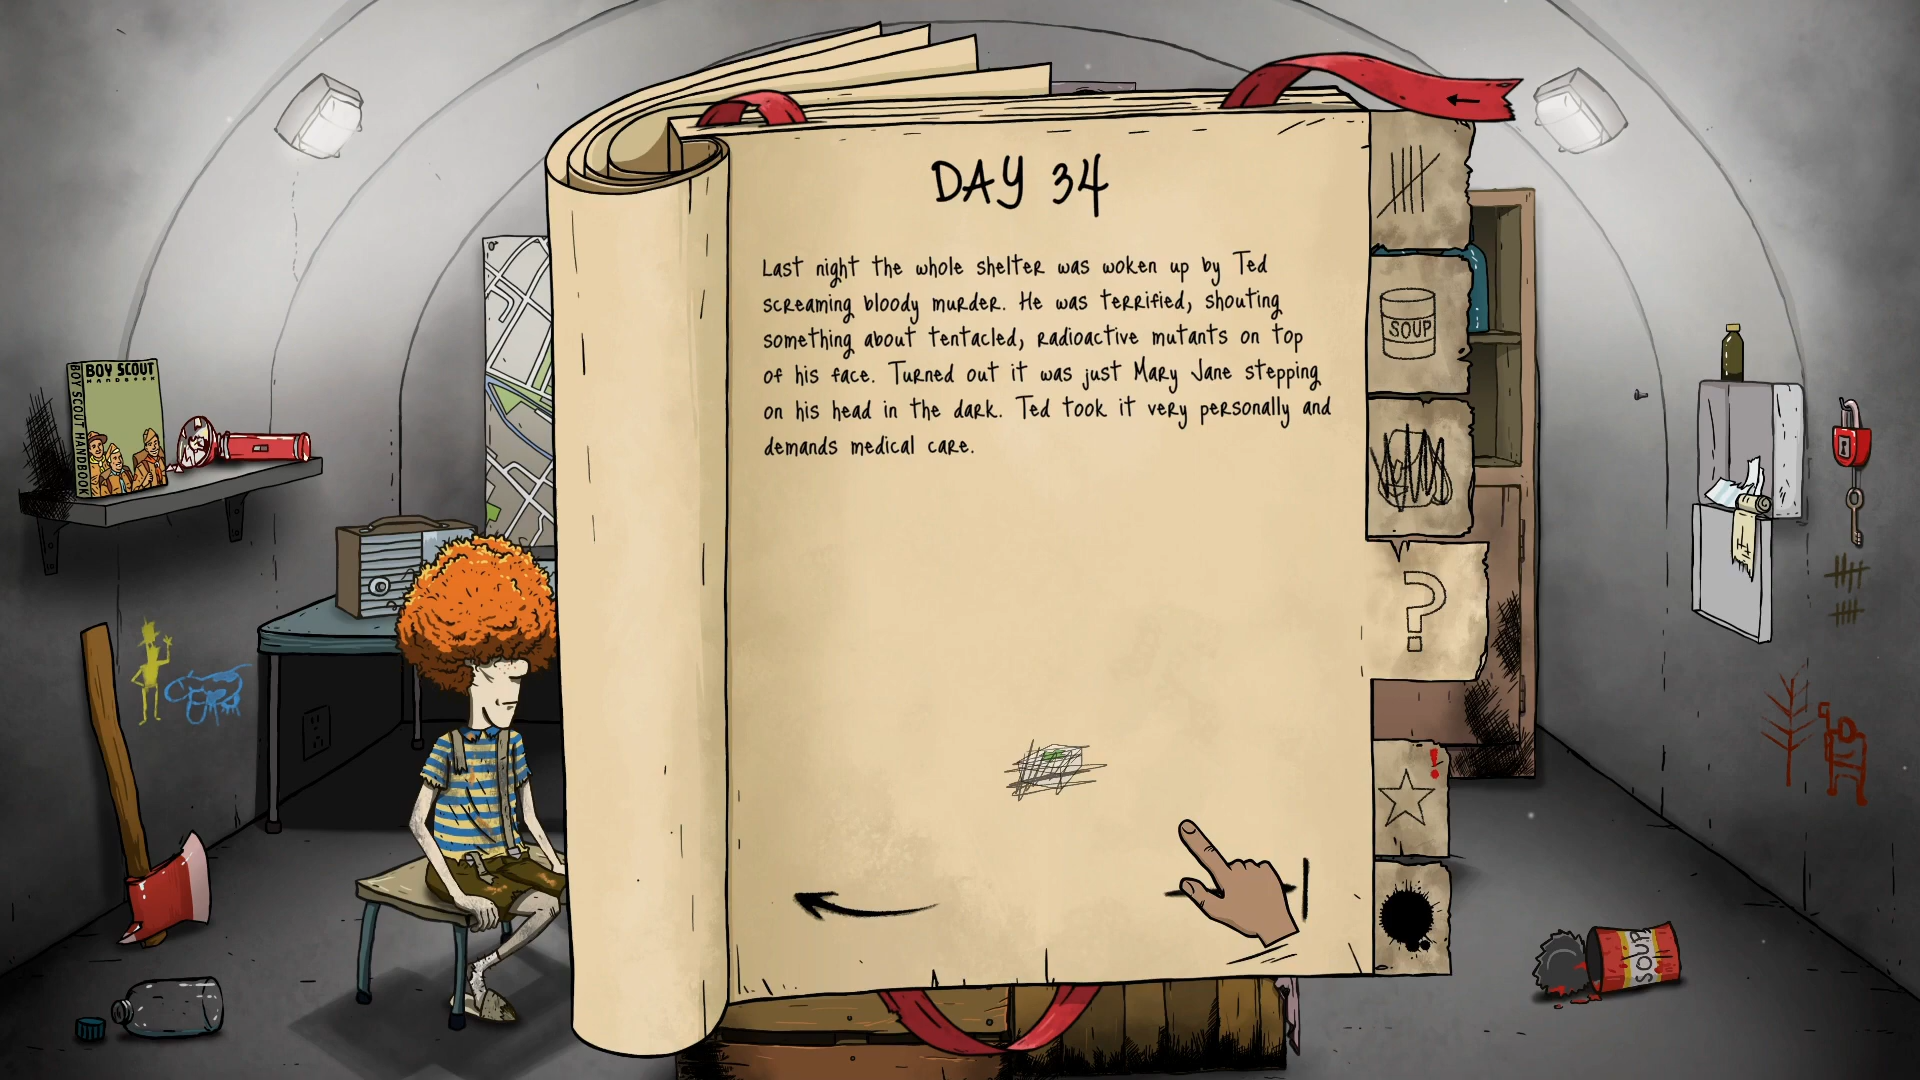 DAY 34
Last night the whole shelter was woken up by Ted
screaming bloody murder. He was terrified, shouting
something about tentacled, radioactive mutants on top
of his face. Turned out it was just Mary Jane stepping
on his head in the dark. Ted took it very personally and
demands medical care.
BOY SCOUT
HANDBOOK
BOY SCOUT HANDBOOK
SOUP
?
!
SOUP